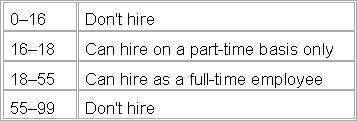 0–16 Don't hire
16–18 Can hire on a part-time basis only
18–55 Can hire as a full-time employee
55–99 Don't hire